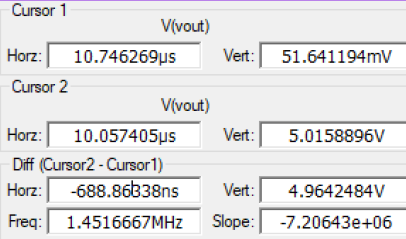 Cursor 1
V(vout)
Horz: 10.746269µs Vert: 51.641194mV
Cursor 2
V(vout)
Horz: 10.057405µs Vert: 5.0158896V
Diff (Cursor2 - Cursor1)
Horz: -688.86338ns Vert: 4.9642484V
Freq: 1.4516667MHz Slope: -7.20643e+06